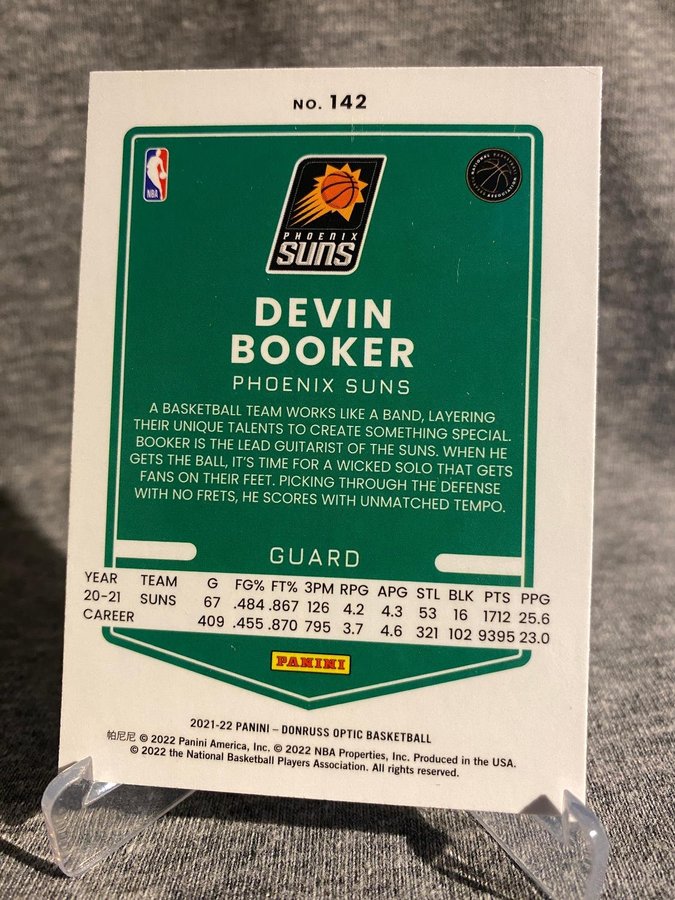 NO. 142
NBA
NATIONAL BASKETBALL
PLAYERS ASSOCIATION
PHOENIX
SUNS
DEVIN
BOOKER
PHOENIX SUNS
A BASKETBALL TEAM WORKS LIKE A BAND, LAYERING
THEIR UNIQUE TALENTS TO CREATE SOMETHING SPECIAL.
BOOKER IS THE LEAD GUITARIST OF THE SUNS. WHEN HE
GETS THE BALL, IT'S TIME FOR A WICKED SOLO THAT GETS
FANS ON THEIR FEET. PICKING THROUGH THE DEFENSE
WITH NO FRETS, HE SCORES WITH UNMATCHED TEMPO.
GUARD
YEAR TEAM G FG% FT% 3PM RPG APG STL BLK PTS PPG
20-21 SUNS 67 .484 .867 126 4.2 4.3 53 16 1712 25.6
CAREER 409 .455 .870 795 3.7 4.6 321 102 9395 23.0
PANINI
2021-22 PANINI – DONRUSS OPTIC BASKETBALL
帕尼尼 © 2022 Panini America, Inc. © 2022 NBA Properties, Inc. Produced in the USA.
© 2022 the National Basketball Players Association. All rights reserved.